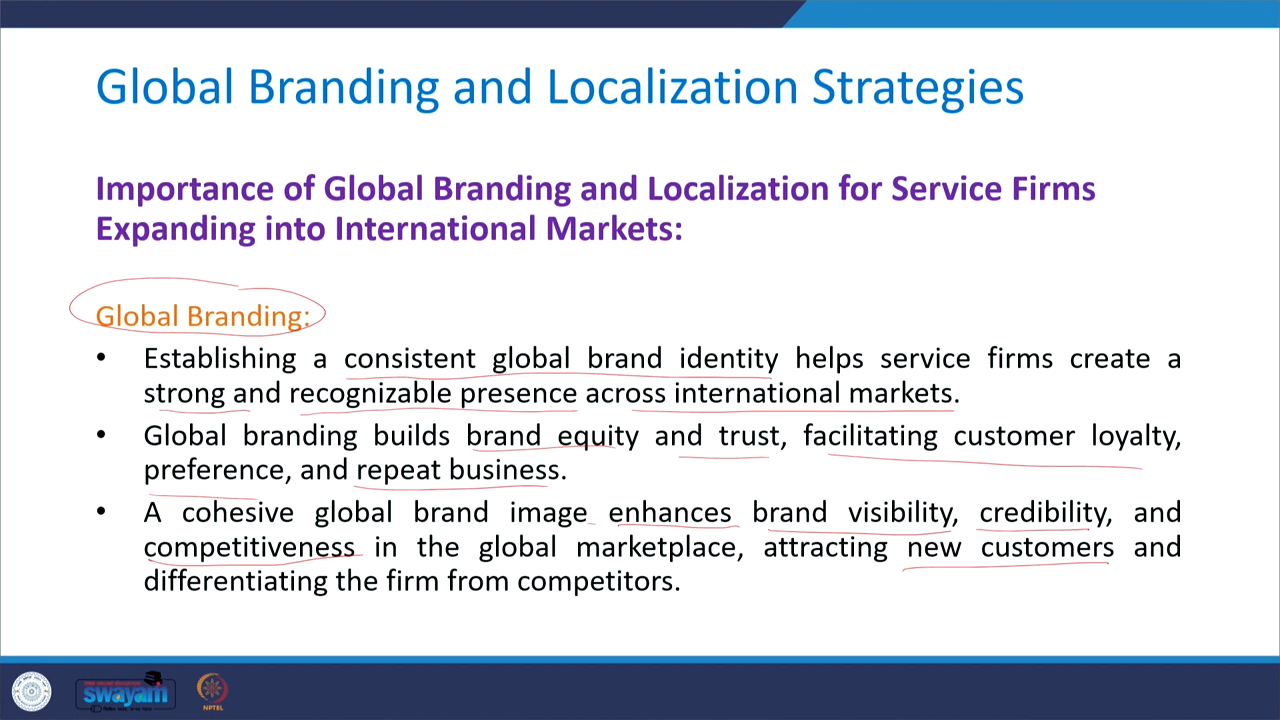 Global Branding and Localization Strategies
Importance of Global Branding and Localization for Service Firms
Expanding into International Markets:
Global Branding:
• Establishing a consistent global brand identity helps service firms create a
strong and recognizable presence across international markets.
• Global branding builds brand equity and trust, facilitating customer loyalty,
preference, and repeat business.
• A cohesive global brand image enhances brand visibility, credibility, and
competitiveness in the global marketplace, attracting new customers and
differentiating the firm from competitors.
swayam
NPTEL